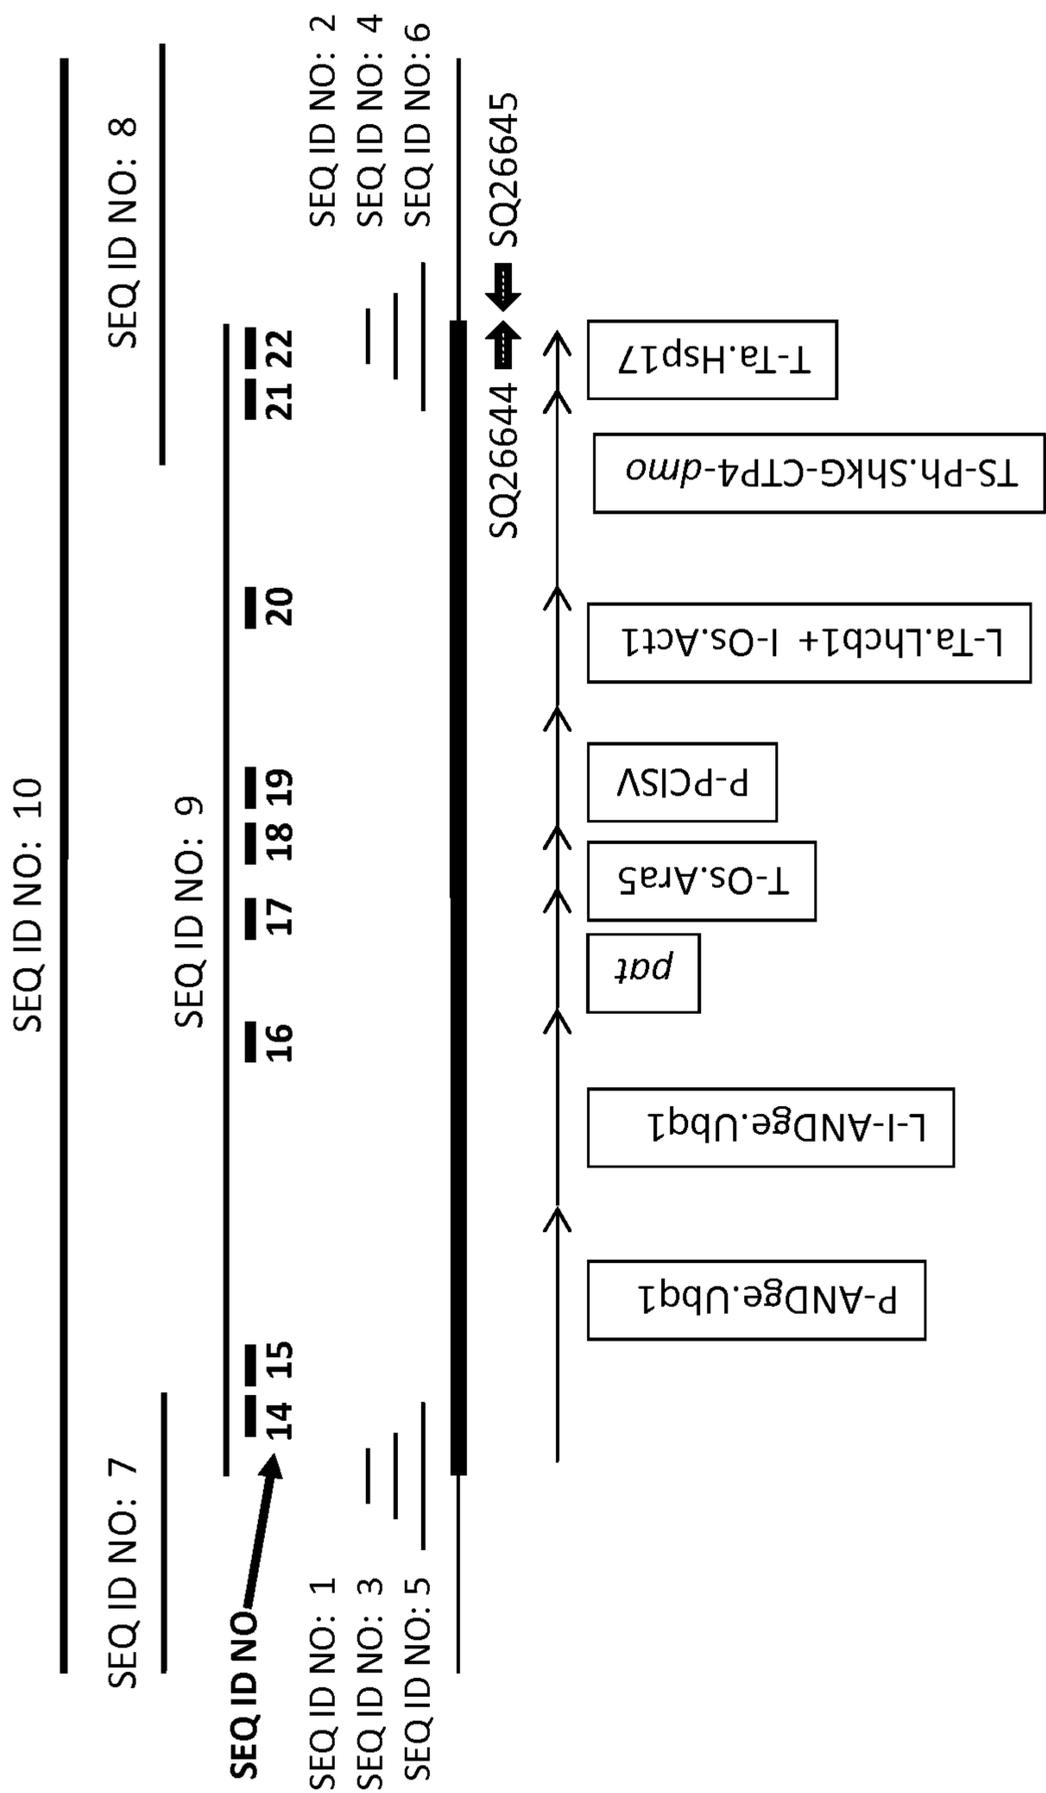 SEQ ID NO: 10
SEQ ID NO: 7
SEQ ID NO: 8
SEQ ID NO: 9
SEQ ID NO
14
15
16
17
18
19
20
21
22
SEQ ID NO: 1
SEQ ID NO: 3
SEQ ID NO: 5
SEQ ID NO: 2
SEQ ID NO: 4
SEQ ID NO: 6
SQ26644
SQ26645
P-ANDge.Ubq1
L-I-ANDge.Ubq1
pat
T-Os.Ara5
P-PClSV
L-Ta.Lhcb1+ I-Os.Act1
TS-Ph.ShkG-CTP4-dmo
T-Ta.Hsp17